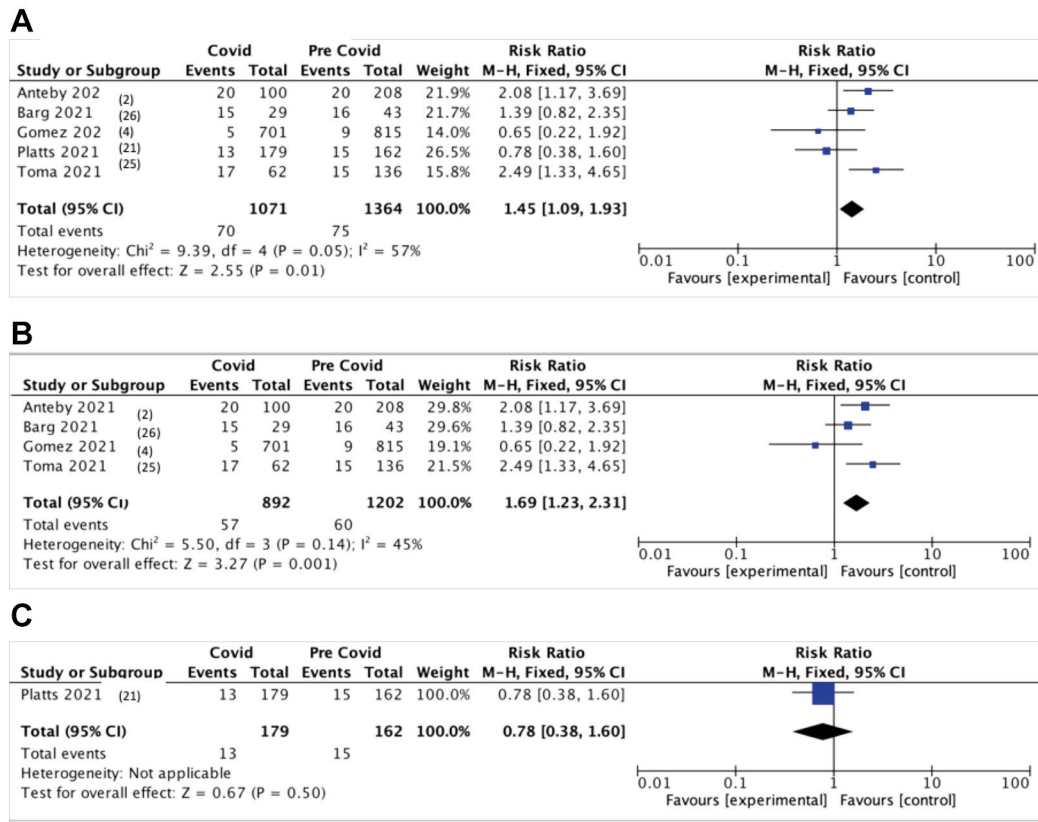 A
Covid Pre Covid Risk Ratio Risk Ratio
Study or Subgroup Events Total Events Total Weight M-H, Fixed, 95% CI M-H, Fixed, 95% CI
Anteby 202 (2) 20 100 20 208 21.9% 2.08 [1.17, 3.69]
Barg 2021 (26) 15 29 16 43 21.7% 1.39 [0.82, 2.35]
Gomez 202 (4) 5 701 9 815 14.0% 0.65 [0.22, 1.92]
Platts 2021 (21) 13 179 15 162 26.5% 0.78 [0.38, 1.60]
Toma 2021 (25) 17 62 15 136 15.8% 2.49 [1.33, 4.65]
Total (95% CI) 1071 1364 100.0% 1.45 [1.09, 1.93]
Total events 70 75
Heterogeneity: Chi² = 9.39, df = 4 (P = 0.05); I² = 57%
Test for overall effect: Z = 2.55 (P = 0.01)
0.01 0.1 1 10 100
Favours [experimental] Favours [control]
B
Covid Pre Covid Risk Ratio Risk Ratio
Study or Subgroup Events Total Events Total Weight M-H, Fixed, 95% CI M-H, Fixed, 95% CI
Anteby 2021 (2) 20 100 20 208 29.8% 2.08 [1.17, 3.69]
Barg 2021 (26) 15 29 16 43 29.6% 1.39 [0.82, 2.35]
Gomez 2021 (4) 5 701 9 815 19.1% 0.65 [0.22, 1.92]
Toma 2021 (25) 17 62 15 136 21.5% 2.49 [1.33, 4.65]
Total (95% CI) 892 1202 100.0% 1.69 [1.23, 2.31]
Total events 57 60
Heterogeneity: Chi² = 5.50, df = 3 (P = 0.14); I² = 45%
Test for overall effect: Z = 3.27 (P = 0.001)
0.01 0.1 1 10 100
Favours [experimental] Favours [control]
C
Covid Pre Covid Risk Ratio Risk Ratio
Study or Subgroup Events Total Events Total Weight M-H, Fixed, 95% CI M-H, Fixed, 95% CI
Platts 2021 (21) 13 179 15 162 100.0% 0.78 [0.38, 1.60]
Total (95% CI) 179 162 100.0% 0.78 [0.38, 1.60]
Total events 13 15
Heterogeneity: Not applicable
Test for overall effect: Z = 0.67 (P = 0.50)
0.01 0.1 1 10 100
Favours [experimental] Favours [control]